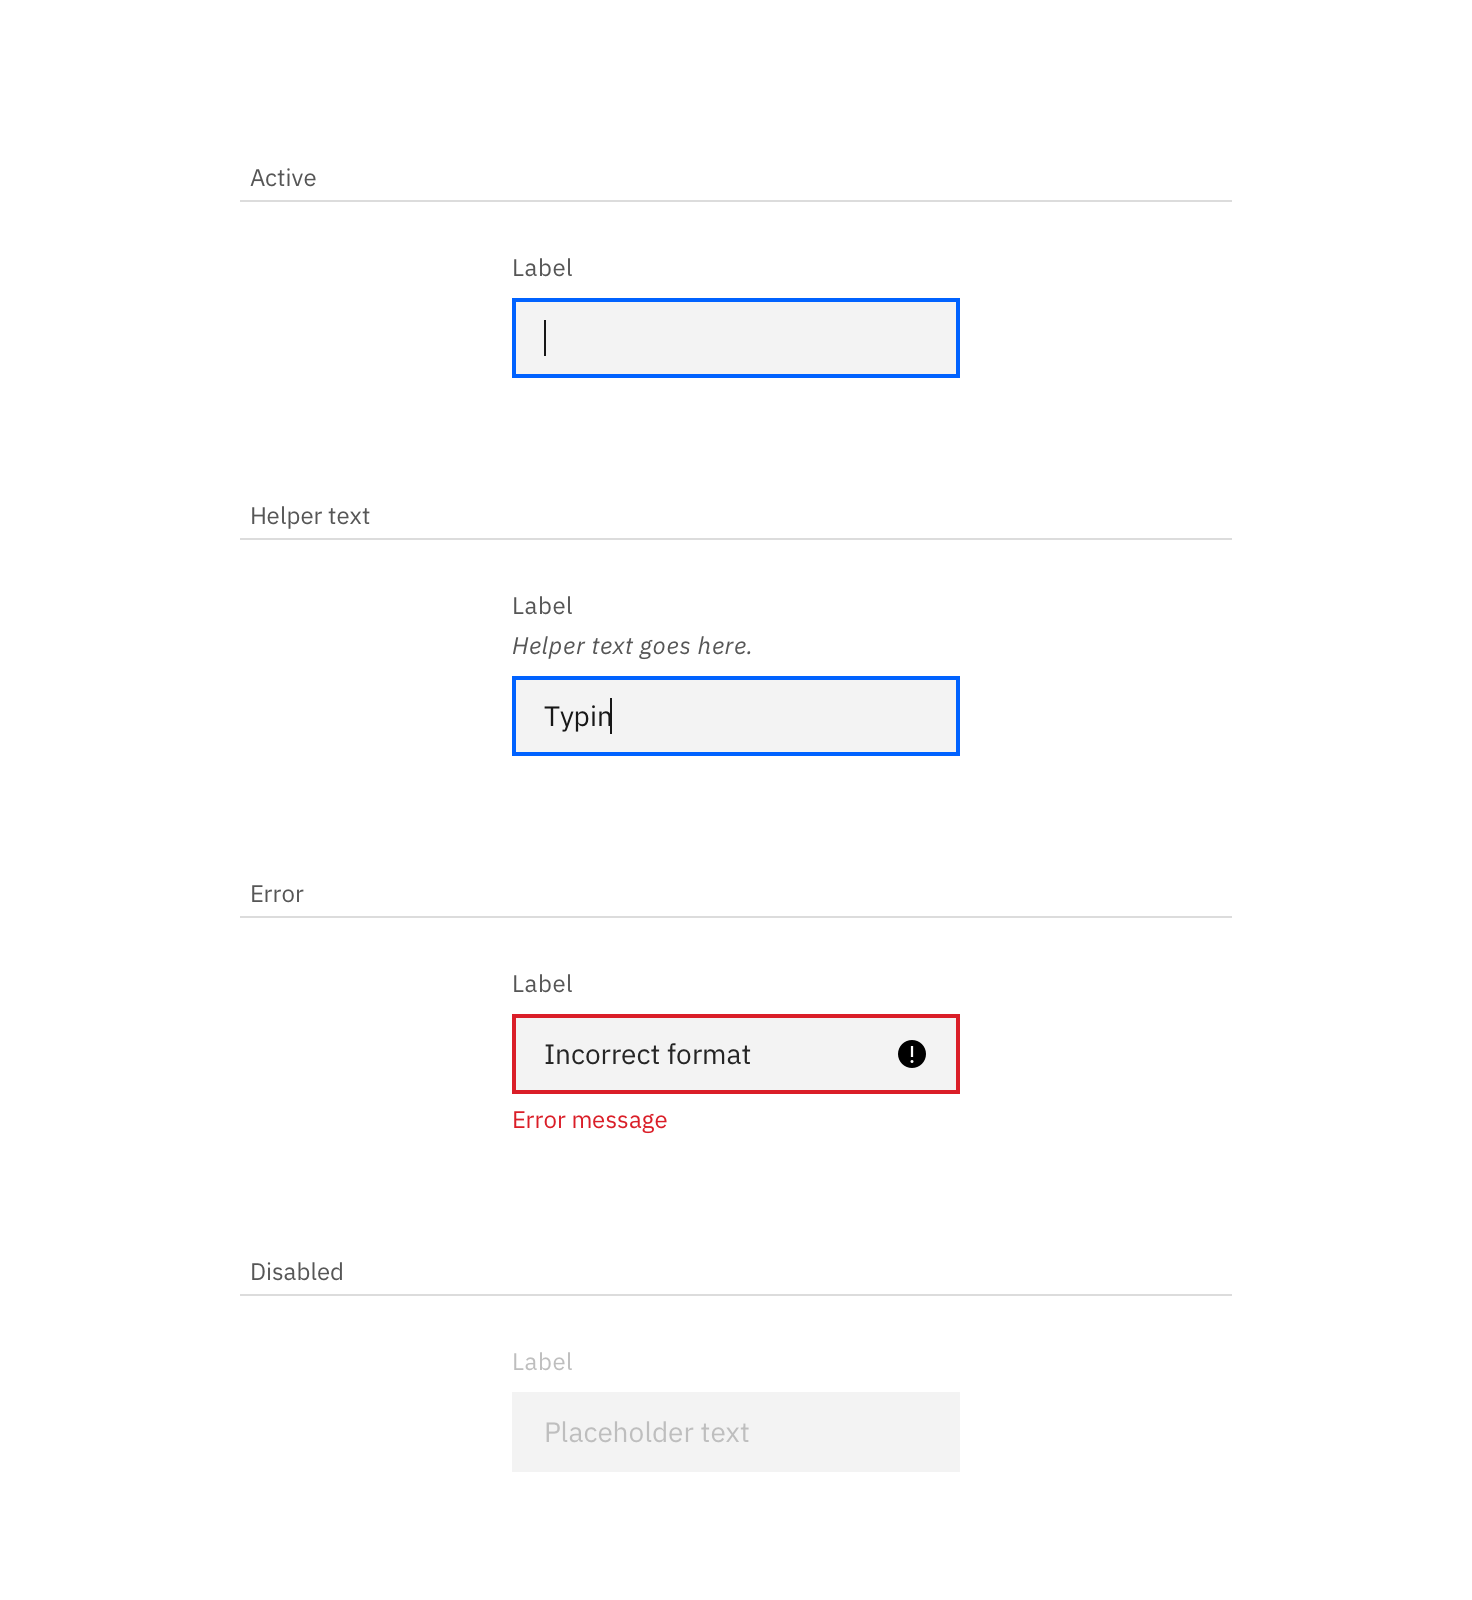 Active
Label
Helper text
Label
Helper text goes here.
Typin
Error
Label
Incorrect format
Error message
Disabled
Label
Placeholder text